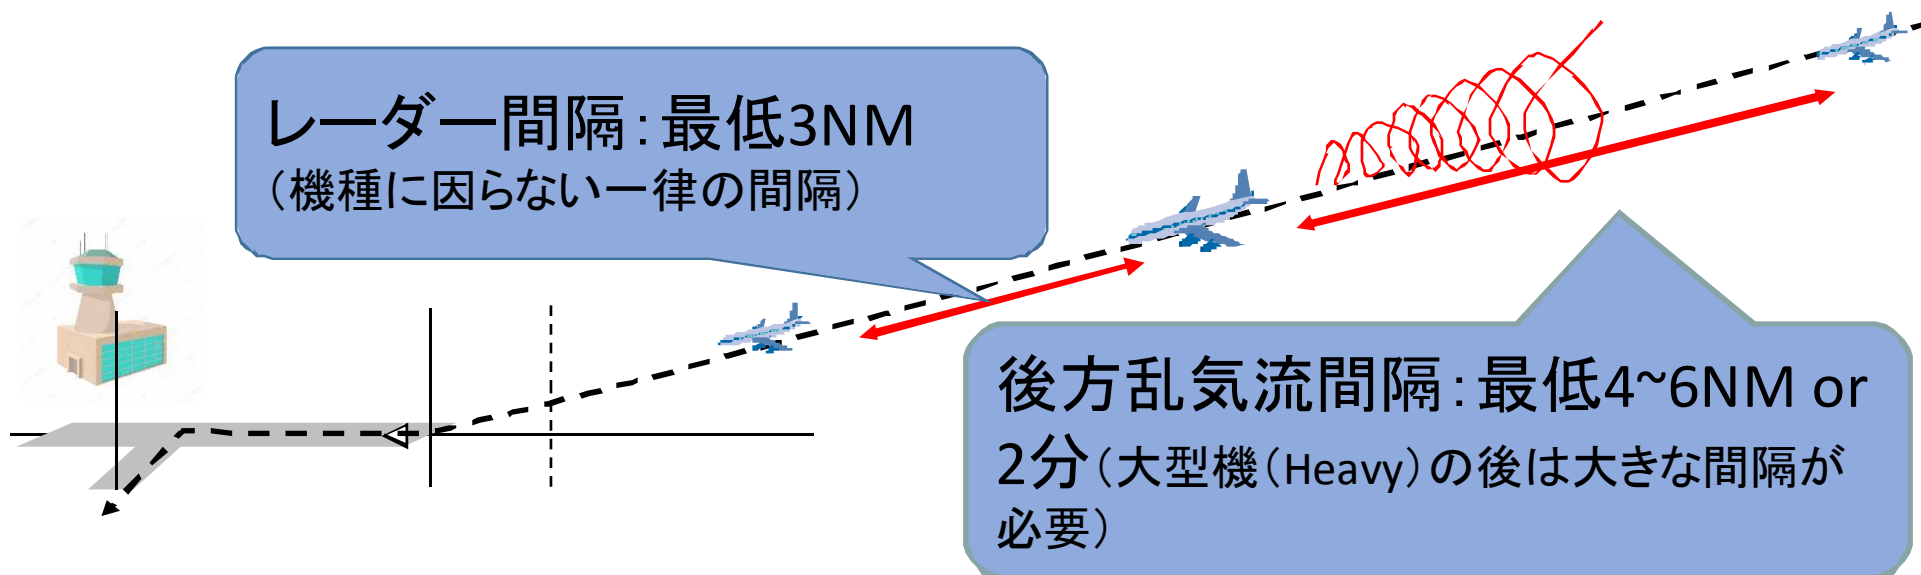 レーダー間隔：最低3NM
（機種に因らない一律の間隔）
後方乱気流間隔：最低4~6NM or
2分（大型機（Heavy）の後は大きな間隔が
必要）